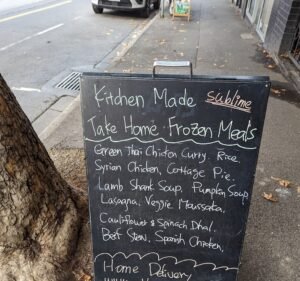 Kitchen Made sublime
Take Home · Frozen Meals
Green Thai Chicken Curry. Rice.
Syrian Chicken, Cottage Pie.
Lamb Shank Soup, Pumpkin Soup
Lasagna, Veggie Moussaka,
Cauliflower & Spinach Dhal.
Beef Stew, Spanish Chicken.
Home Delivery